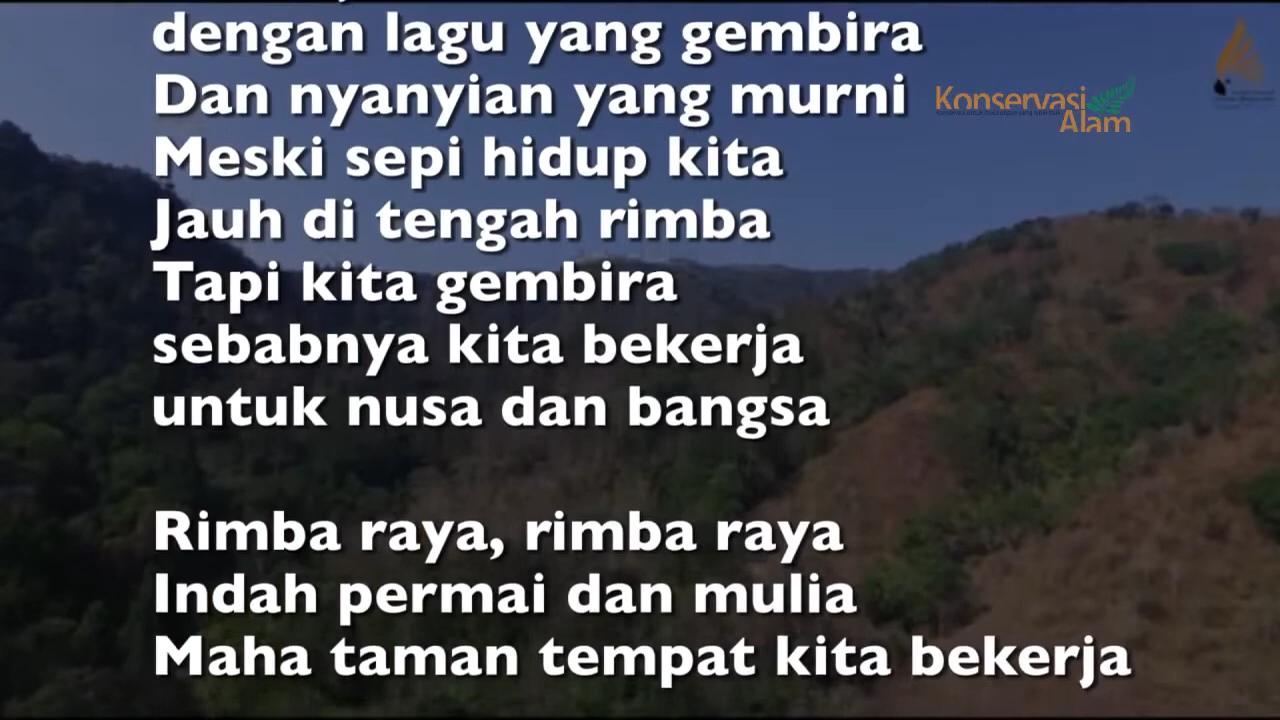 dengan lagu yang gembira
Dan nyanyian yang murni
Konservasi
Alam
Meski sepi hidup kita
Jauh di tengah rimba
Tapi kita gembira
sebabnya kita bekerja
untuk nusa dan bangsa
Rimba raya, rimba raya
Indah permai dan mulia
Maha taman tempat kita bekerja